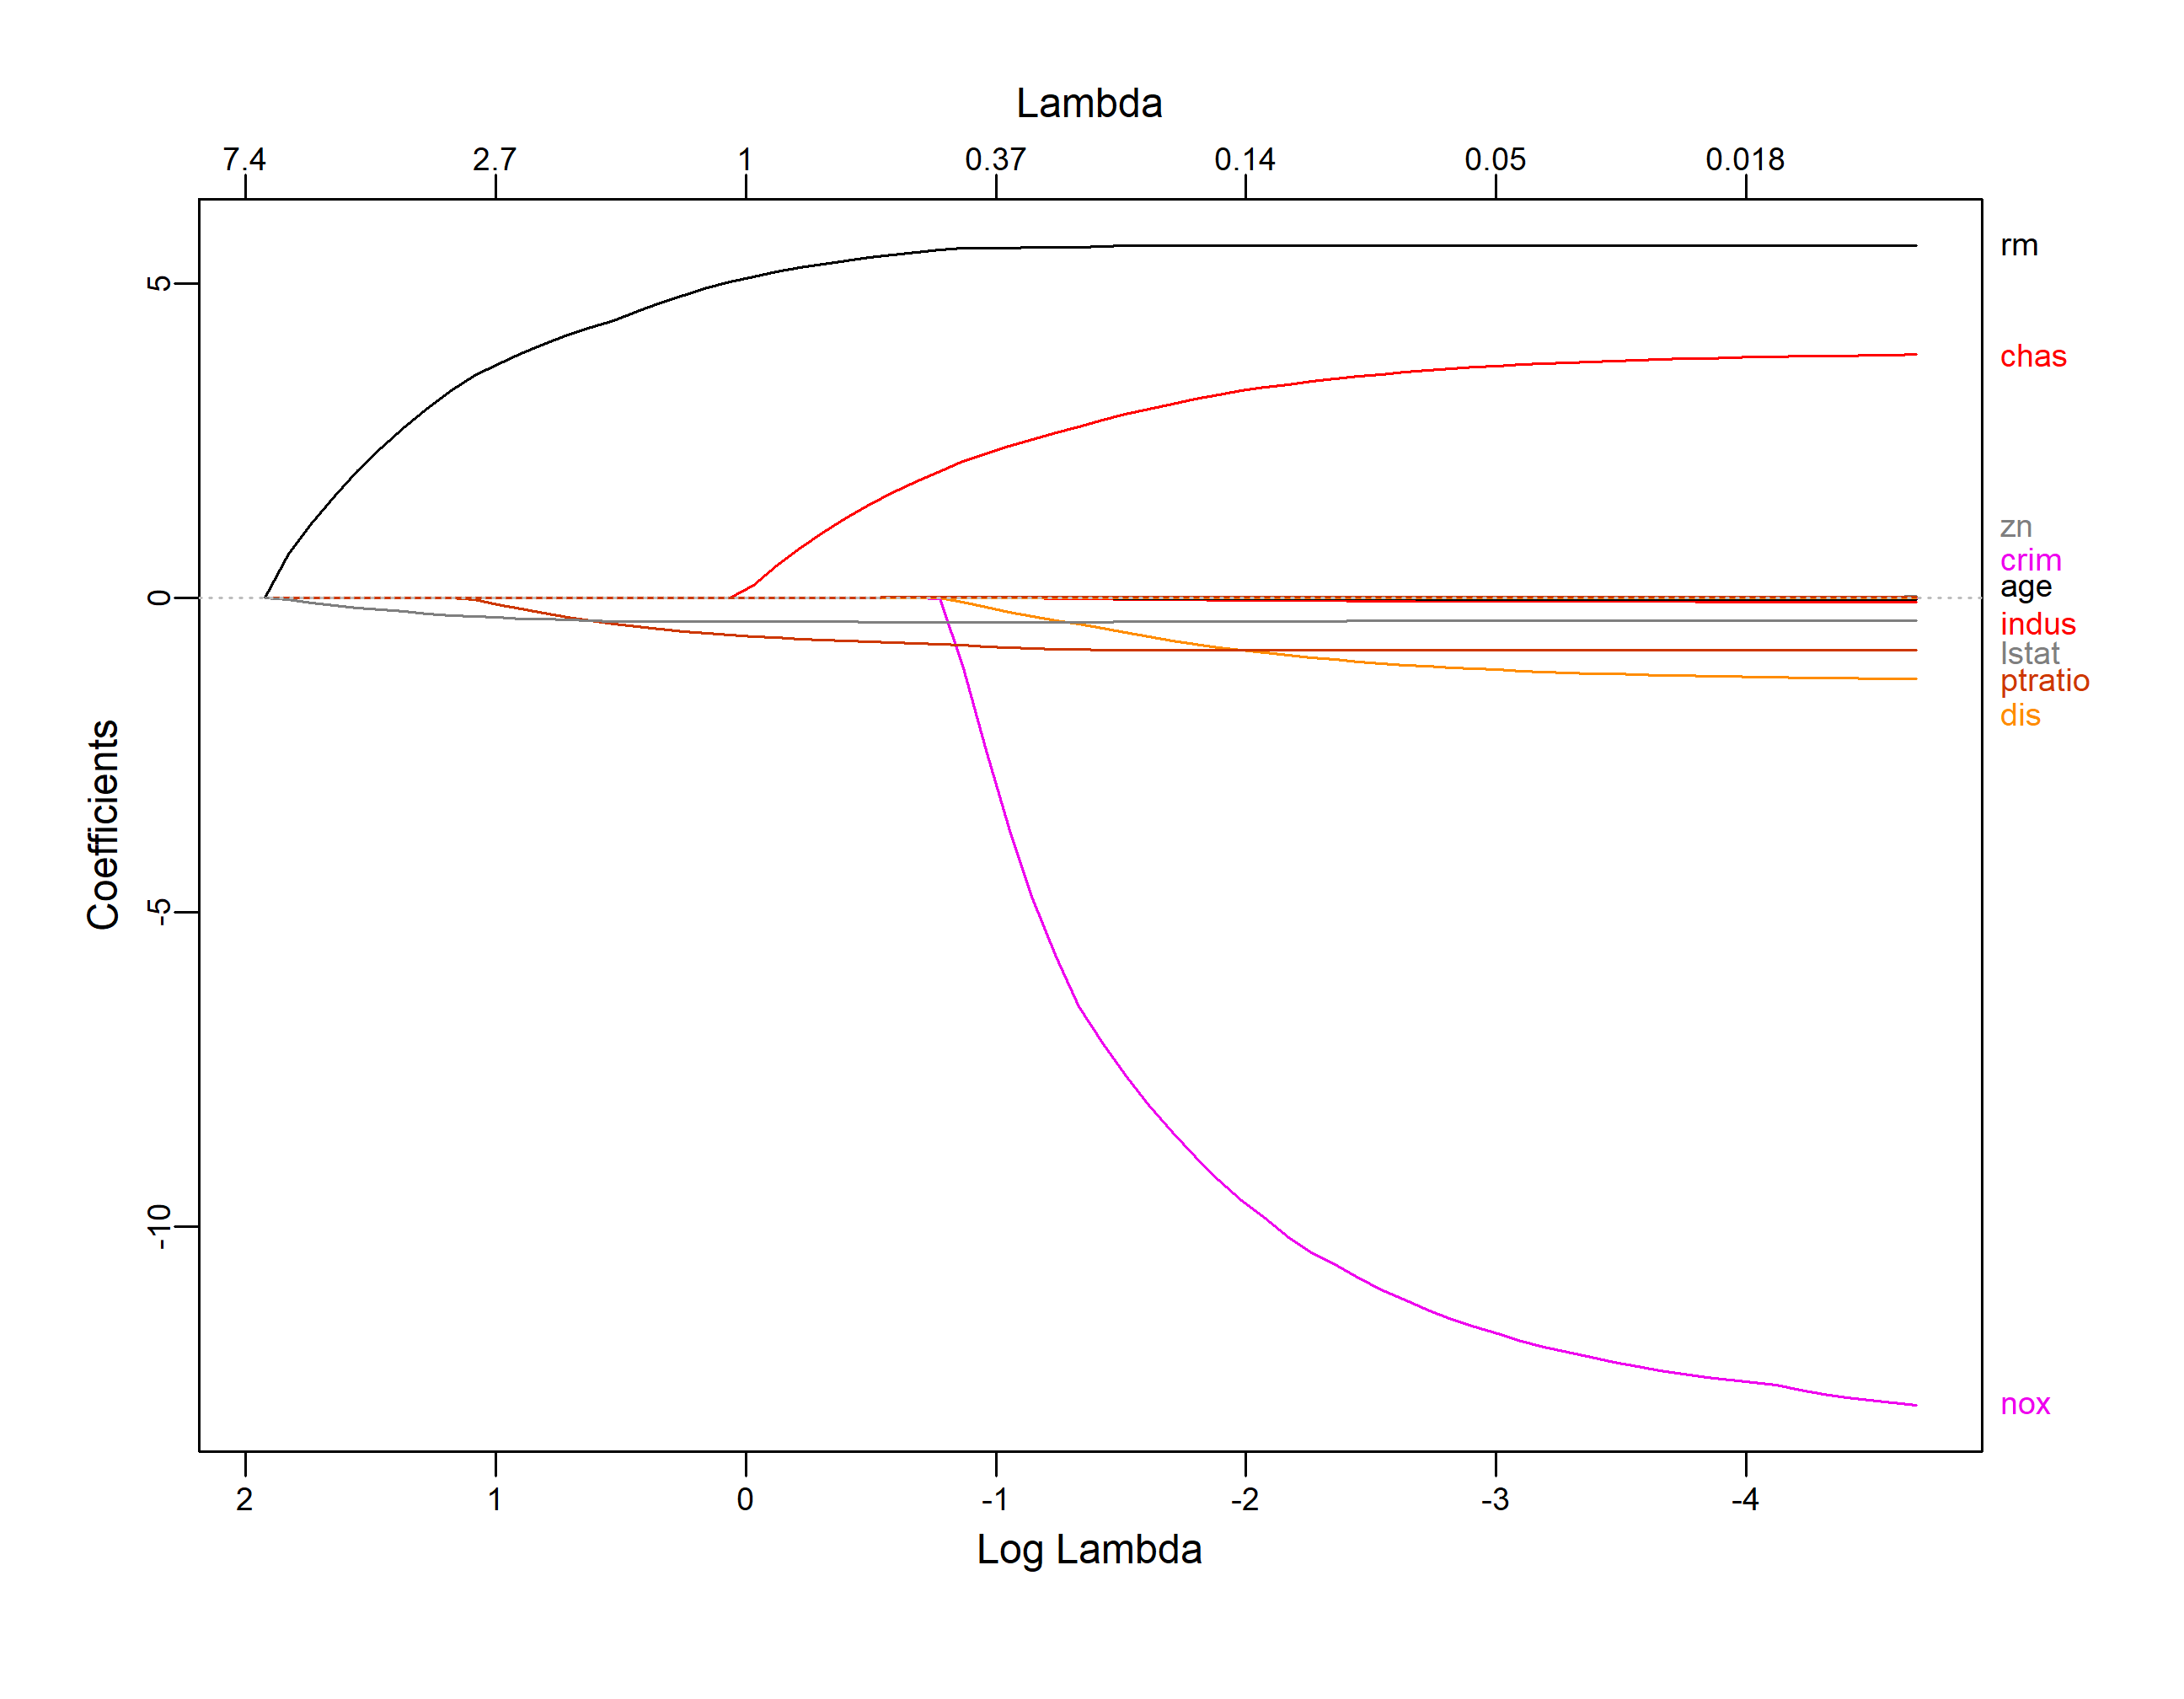 Lambda
7.4 2.7 1 0.37 0.14 0.05 0.018
rm
5
chas
zn
crim
age
0
indus
lstat
ptratio
dis
Coefficients
-5
-10
nox
2 1 0 -1 -2 -3 -4
Log Lambda